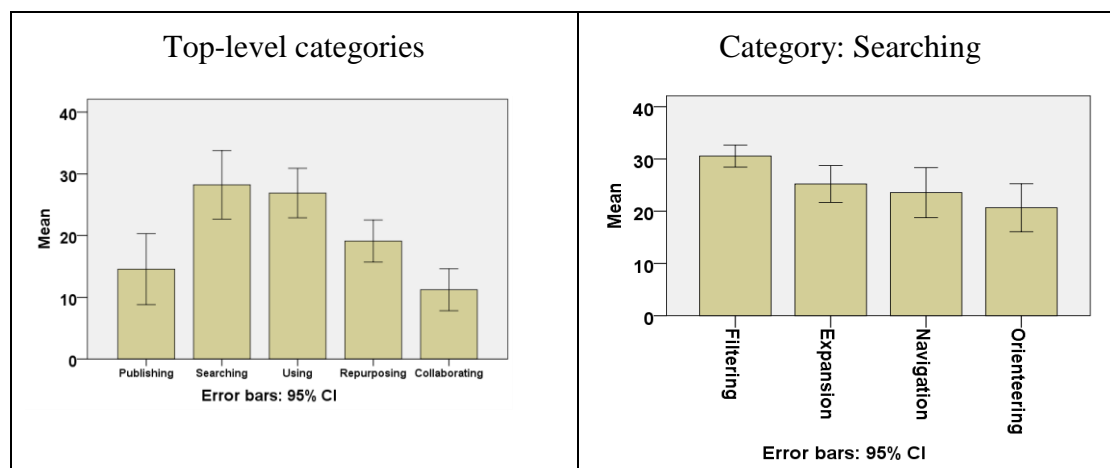 Top-level categories
40
30
20
10
0
Mean
Publishing Searching Using Repurposing Collaborating
Error bars: 95% CI
Category: Searching
40
30
20
10
0
Mean
Filtering
Expansion
Navigation
Orienteering
Error bars: 95% CI